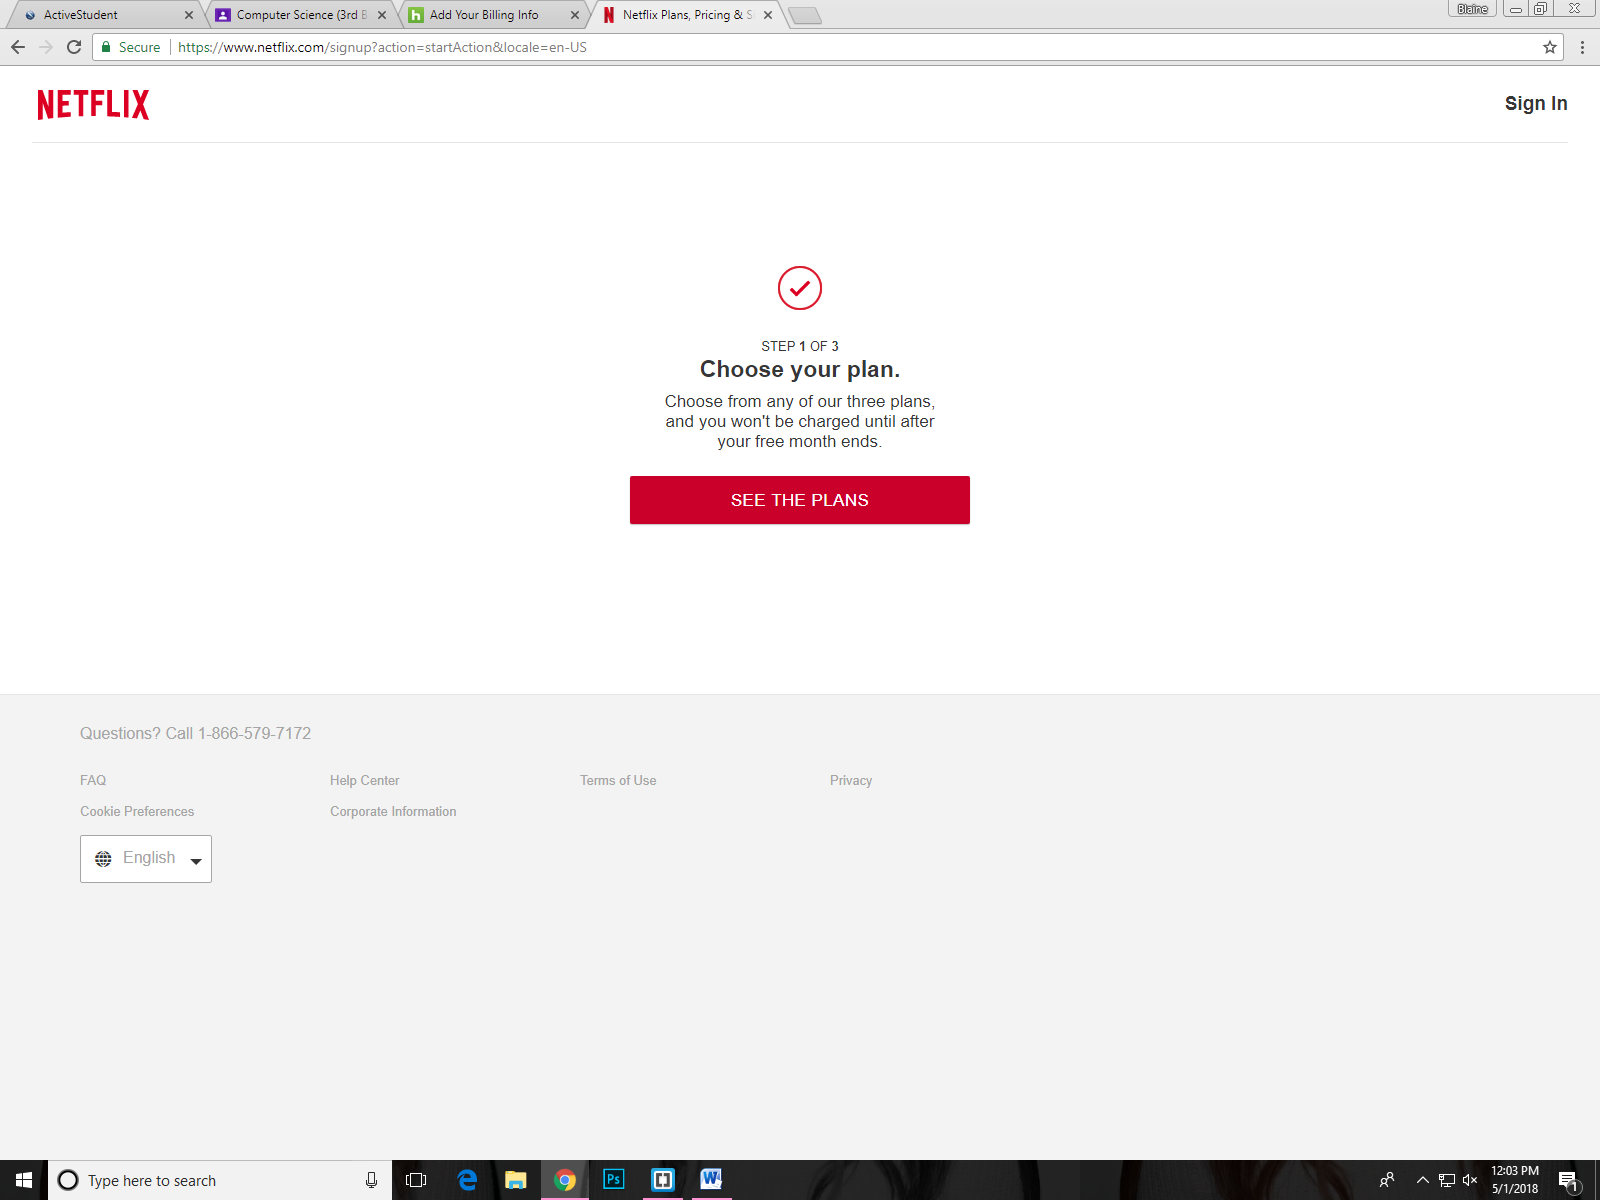 ActiveStudent
Computer Science (3rd B
Add Your Billing Info
Netflix Plans, Pricing & S
Blaine
Secure
https://www.netflix.com/signup?action=startAction&locale=en-US
NETFLIX
Sign In
STEP 1 OF 3
Choose your plan.
Choose from any of our three plans,
and you won't be charged until after
your free month ends.
SEE THE PLANS
Questions? Call 1-866-579-7172
FAQ
Help Center
Terms of Use
Privacy
Cookie Preferences
Corporate Information
English
Type here to search
Ps
12:03 PM
5/1/2018
1